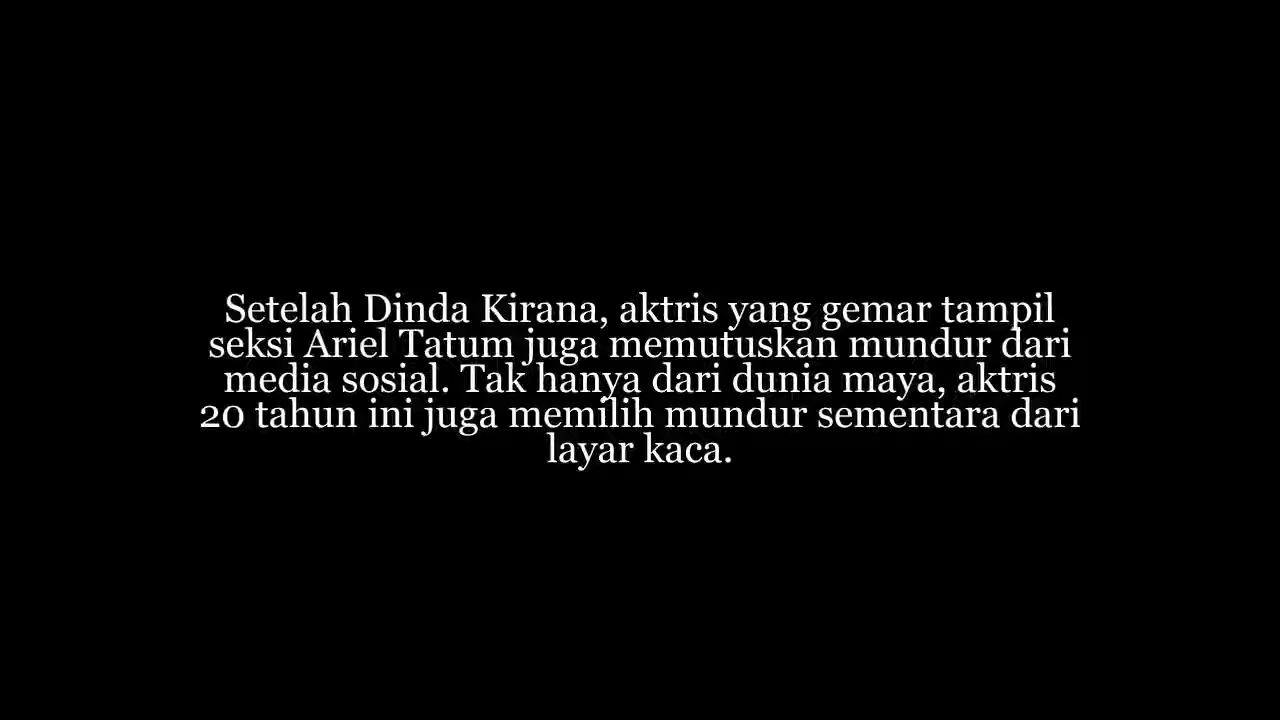 Setelah Dinda Kirana, aktris yang gemar tampil
seksi Ariel Tatum juga memutuskan mundur dari
media sosial. Tak hanya dari dunia maya, aktris
20 tahun ini juga memilih mundur sementara dari
layar kaca.